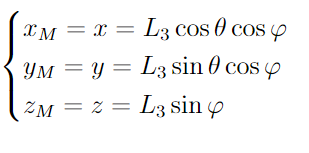 x_M = x = L_3 cos θ cos φ
y_M = y = L_3 sin θ cos φ
z_M = z = L_3 sin φ